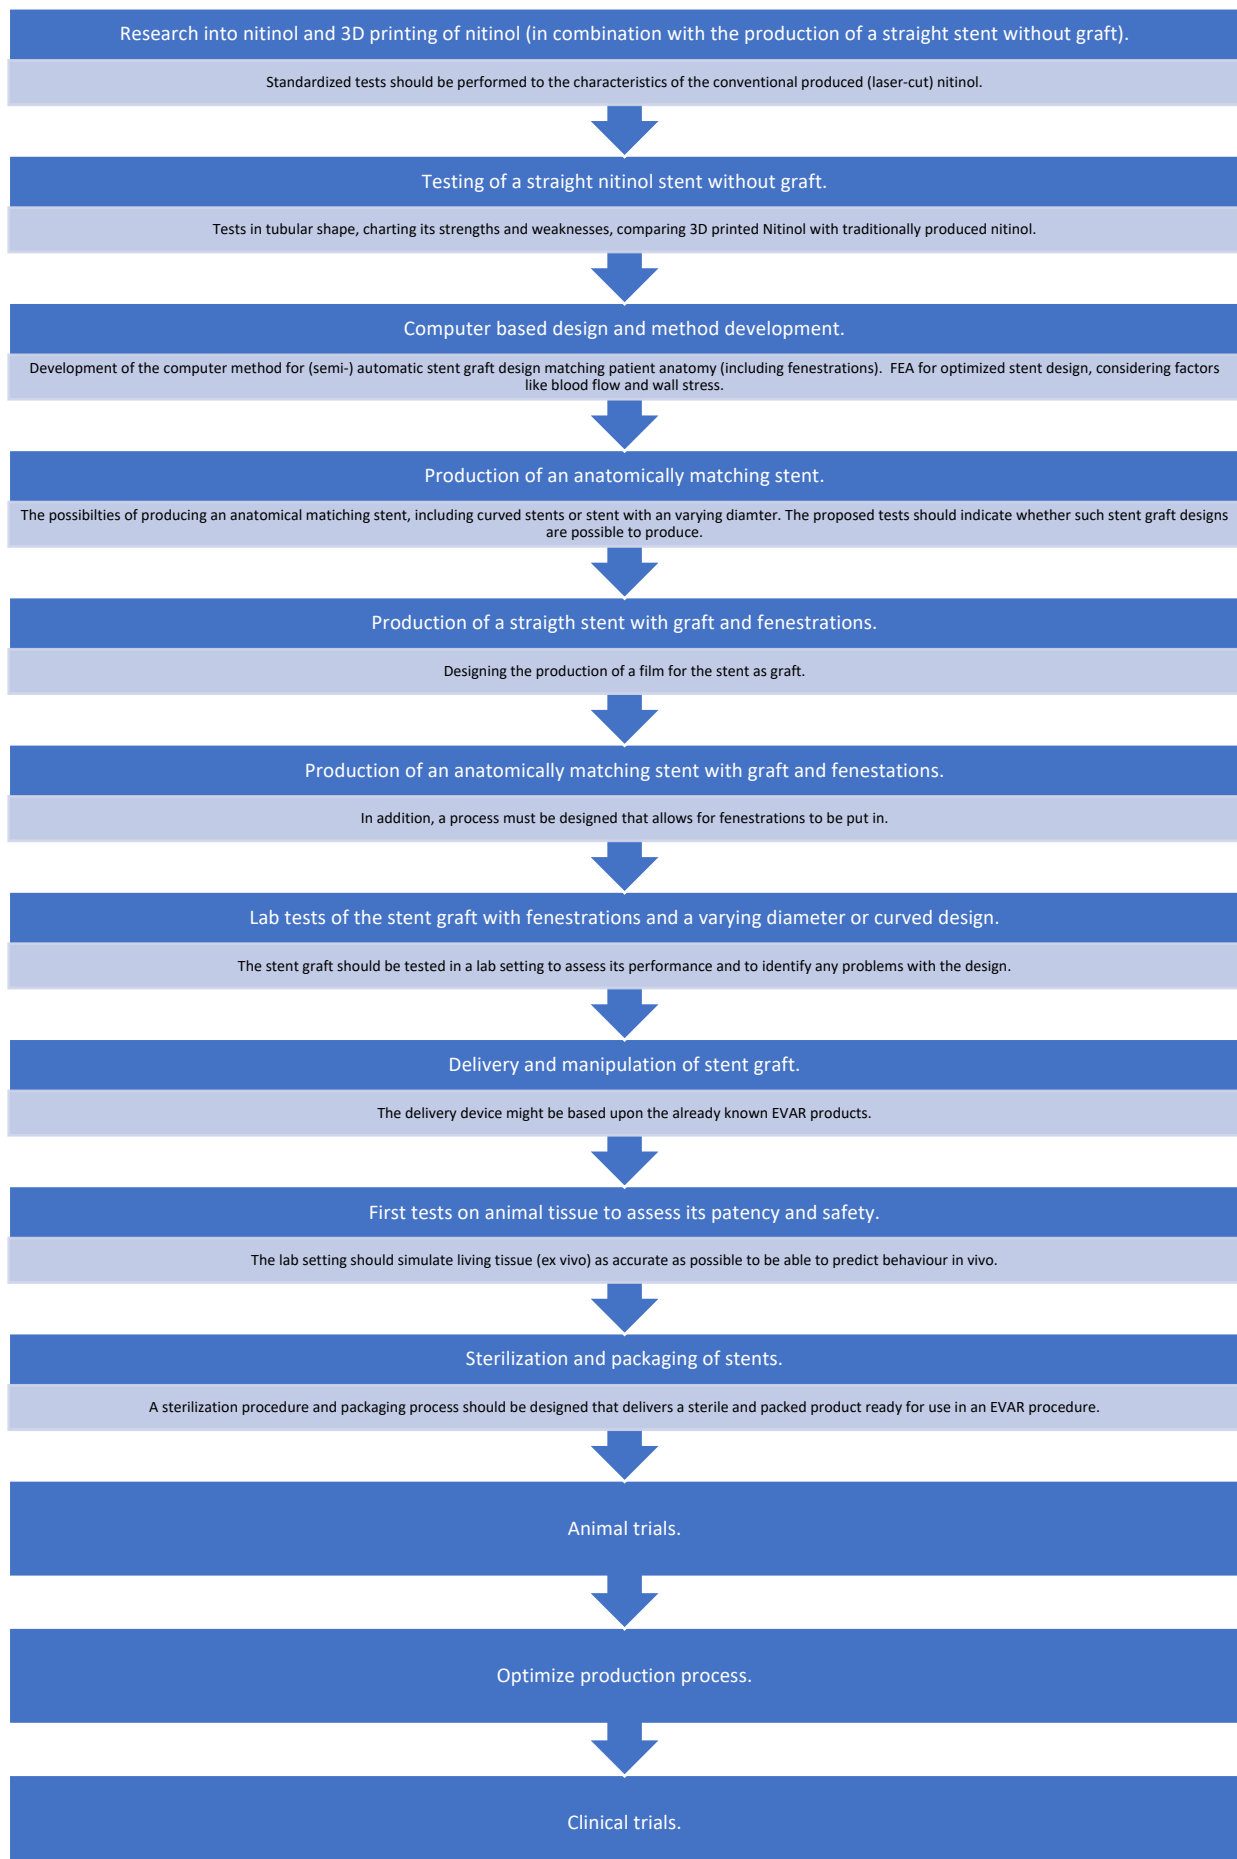 Research into nitinol and 3D printing of nitinol (in combination with the production of a straight stent without graft).
Standardized tests should be performed to the characteristics of the conventional produced (laser-cut) nitinol.
Testing of a straight nitinol stent without graft.
Tests in tubular shape, charting its strengths and weaknesses, comparing 3D printed Nitinol with traditionally produced nitinol.
Computer based design and method development.
Development of the computer method for (semi-) automatic stent graft design matching patient anatomy (including fenestrations).  FEA for optimized stent design, considering factors
like blood flow and wall stress.
Production of an anatomically matching stent.
The possibilties of producing an anatomical matiching stent, including curved stents or stent with an varying diamter. The proposed tests should indicate whether such stent graft designs
are possible to produce.
Production of a straigth stent with graft and fenestrations.
Designing the production of a film for the stent as graft.
Production of an anatomically matching stent with graft and fenestations.
In addition, a process must be designed that allows for fenestrations to be put in.
Lab tests of the stent graft with fenestrations and a varying diameter or curved design.
The stent graft should be tested in a lab setting to assess its performance and to identify any problems with the design.
Delivery and manipulation of stent graft.
The delivery device might be based upon the already known EVAR products.
First tests on animal tissue to assess its patency and safety.
The lab setting should simulate living tissue (ex vivo) as accurate as possible to be able to predict behaviour in vivo.
Sterilization and packaging of stents.
A sterilization procedure and packaging process should be designed that delivers a sterile and packed product ready for use in an EVAR procedure.
Animal trials.
Optimize production process.
Clinical trials.